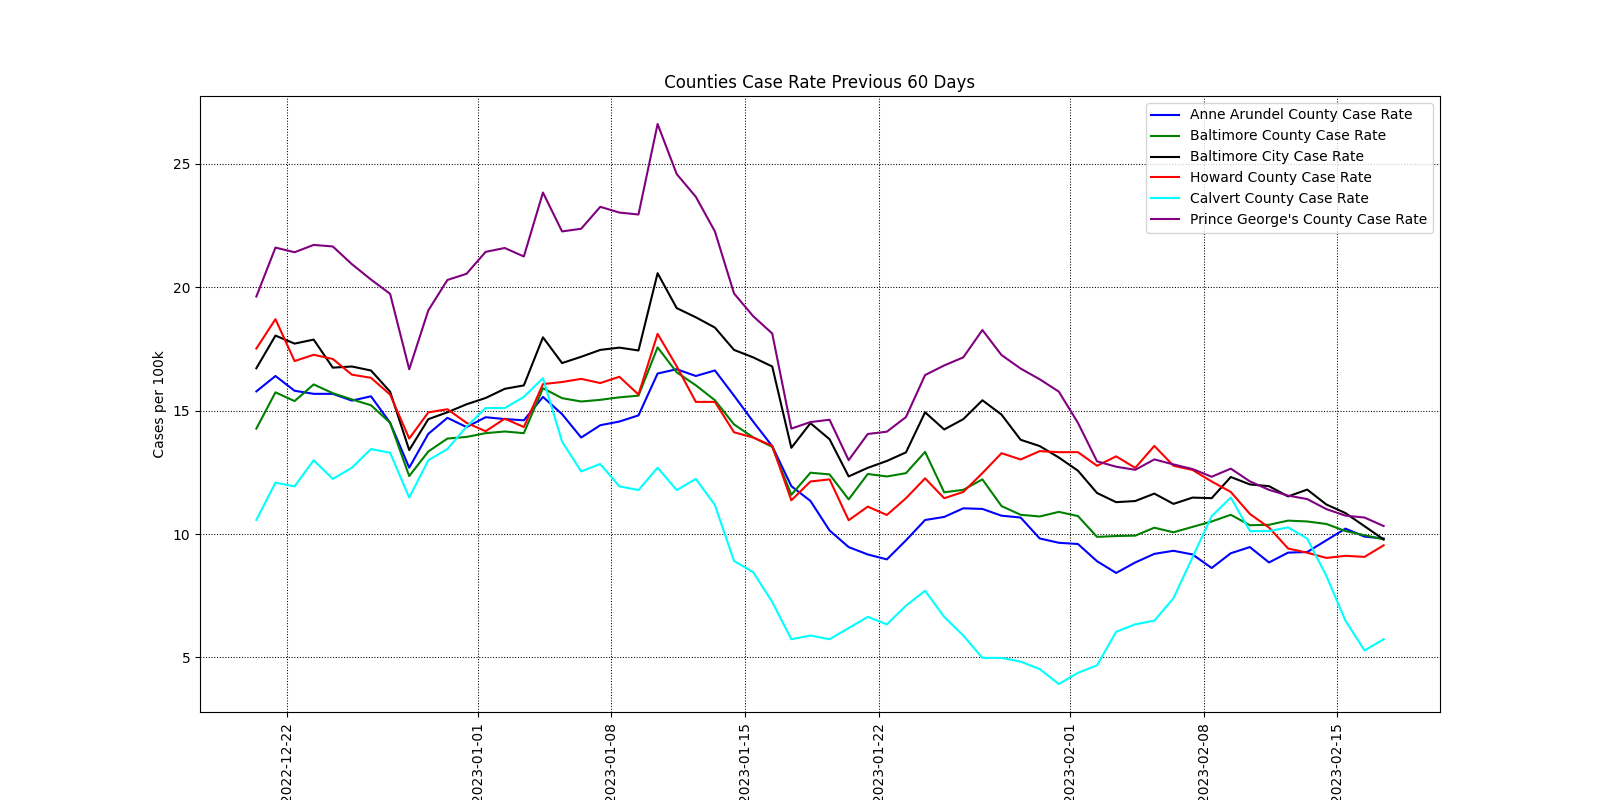 Counties Case Rate Previous 60 Days
Anne Arundel County Case Rate
Baltimore County Case Rate
Baltimore City Case Rate
Howard County Case Rate
Calvert County Case Rate
Prince George's County Case Rate
Cases per 100k
25
20
15
10
5
2022-12-22
2023-01-01
2023-01-08
2023-01-15
2023-01-22
2023-02-01
2023-02-08
2023-02-15